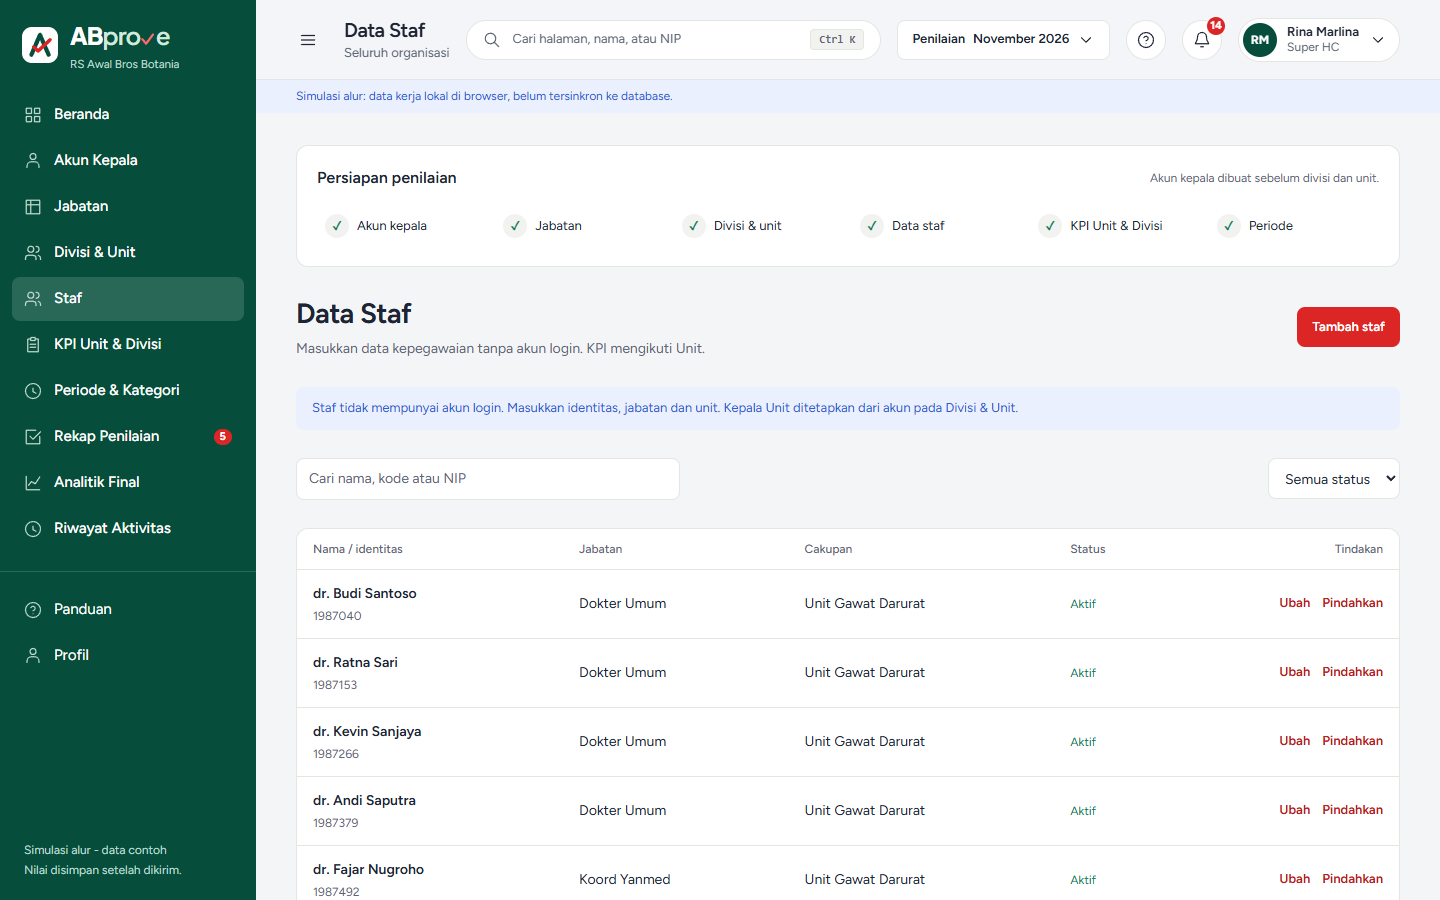 ABprove
RS Awal Bros Botania
Beranda
Akun Kepala
Jabatan
Divisi & Unit
Staf
KPI Unit & Divisi
Periode & Kategori
Rekap Penilaian 5
Analitik Final
Riwayat Aktivitas
Panduan
Profil
Simulasi alur - data contoh
Nilai disimpan setelah dikirim.
Data Staf
Seluruh organisasi
Cari halaman, nama, atau NIP Ctrl K
Penilaian November 2026
14
RM
Rina Marlina
Super HC
Simulasi alur: data kerja lokal di browser, belum tersinkron ke database.
Persiapan penilaian
Akun kepala dibuat sebelum divisi dan unit.
✓ Akun kepala ✓ Jabatan ✓ Divisi & unit ✓ Data staf ✓ KPI Unit & Divisi ✓ Periode
Data Staf
Masukkan data kepegawaian tanpa akun login. KPI mengikuti Unit.
Tambah staf
Staf tidak mempunyai akun login. Masukkan identitas, jabatan dan unit. Kepala Unit ditetapkan dari akun pada Divisi & Unit.
Cari nama, kode atau NIP
Semua status
Nama / identitas Jabatan Cakupan Status Tindakan
dr. Budi Santoso
1987040
Dokter Umum Unit Gawat Darurat Aktif Ubah Pindahkan
dr. Ratna Sari
1987153
Dokter Umum Unit Gawat Darurat Aktif Ubah Pindahkan
dr. Kevin Sanjaya
1987266
Dokter Umum Unit Gawat Darurat Aktif Ubah Pindahkan
dr. Andi Saputra
1987379
Dokter Umum Unit Gawat Darurat Aktif Ubah Pindahkan
dr. Fajar Nugroho
1987492
Koord Yanmed Unit Gawat Darurat Aktif Ubah Pindahkan